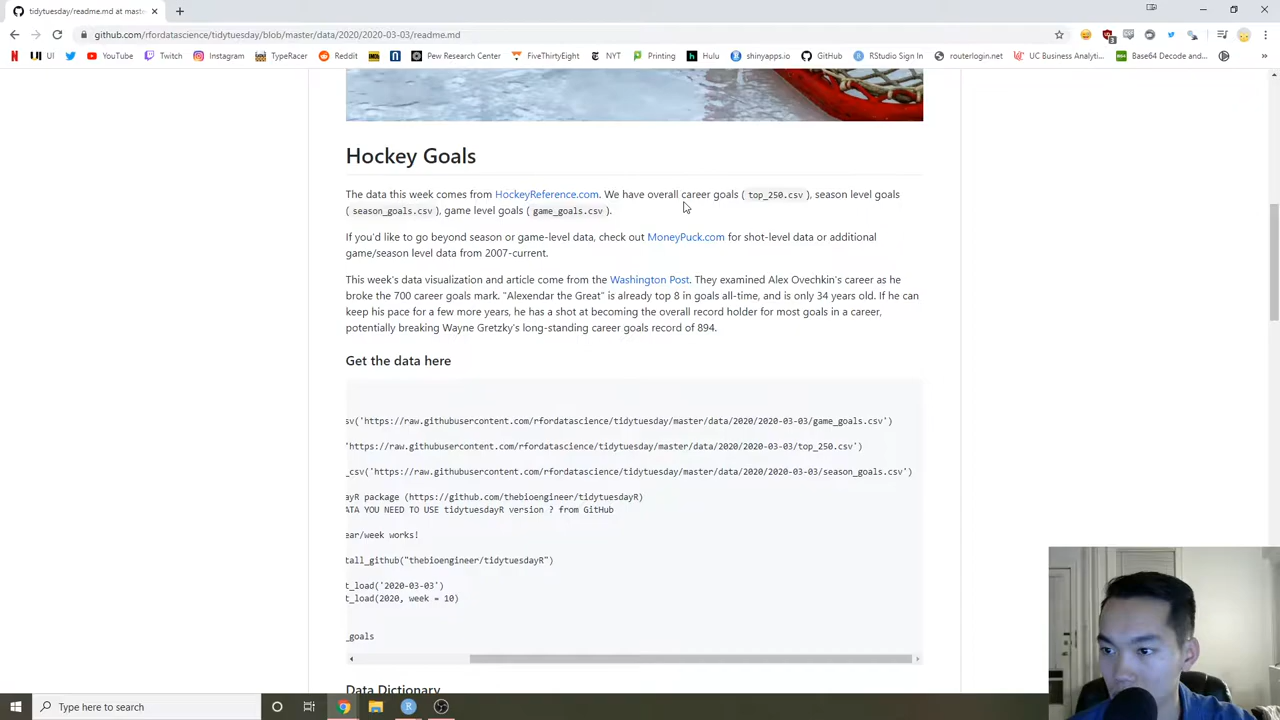 tidytuesday/readme.md at maste
github.com/rfordatascience/tidytuesday/blob/master/data/2020/2020-03-03/readme.md
UI
YouTube
Twitch
Instagram
TypeRacer
Reddit
Pew Research Center
FiveThirtyEight
NYT
Printing
Hulu
shinyapps.io
GitHub
RStudio Sign In
routerlogin.net
UC Business Analyti...
Base64 Decode and...
Hockey Goals
The data this week comes from HockeyReference.com. We have overall career goals ( top_250.csv ), season level goals
( season_goals.csv ), game level goals ( game_goals.csv ).
If you'd like to go beyond season or game-level data, check out MoneyPuck.com for shot-level data or additional
game/season level data from 2007-current.
This week's data visualization and article come from the Washington Post. They examined Alex Ovechkin's career as he
broke the 700 career goals mark. "Alexendar the Great" is already top 8 in goals all-time, and is only 34 years old. If he can
keep his pace for a few more years, he has a shot at becoming the overall record holder for most goals in a career,
potentially breaking Wayne Gretzky's long-standing career goals record of 894.
Get the data here
sv('https://raw.githubusercontent.com/rfordatascience/tidytuesday/master/data/2020/2020-03-03/game_goals.csv')
'https://raw.githubusercontent.com/rfordatascience/tidytuesday/master/data/2020/2020-03-03/top_250.csv')
_csv('https://raw.githubusercontent.com/rfordatascience/tidytuesday/master/data/2020/2020-03-03/season_goals.csv')
ayR package (https://github.com/thebioengineer/tidytuesdayR)
ATA YOU NEED TO USE tidytuesdayR version ? from GitHub
ear/week works!
tall_github("thebioengineer/tidytuesdayR")
t_load('2020-03-03')
t_load(2020, week = 10)
_goals
Data Dictionary
Type here to search